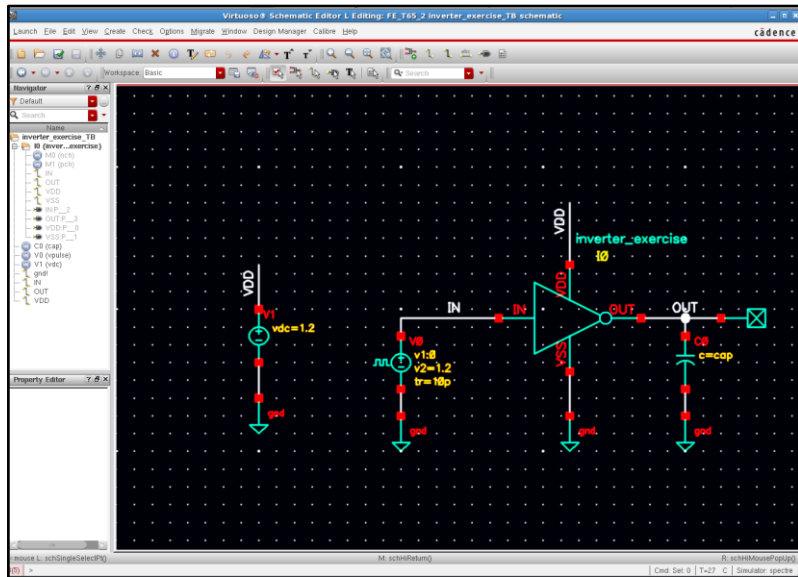 Virtuoso® Schematic Editor L Editing: FE_T65_2 inverter_exercise_TB schematic
Launch File Edit View Create Check Options Migrate Window Design Manager Calibre Help
cādence
Workspace: Basic
Search
Navigator
Default
Search
Name
inverter_exercise_TB
I0 (inver...exercise)
M0 (nch)
M1 (pch)
IN
OUT
VDD
VSS
IN:P__2
OUT:P__3
VDD:P__0
VSS:P__1
C0 (cap)
V0 (vpulse)
V1 (vdc)
gnd!
IN
OUT
VDD
Property Editor
VDD
V1
vdc=1.2
gnd
IN
V0
v1:0
v2=1.2
tr=10p
gnd
VDD
inverter_exercise
I0
VDD
IN
OUT
VSS
gnd
OUT
C0
c=cap
gnd
mouse L: schSingleSelectPt()
M: schHiReturn()
R: schHiMousePopUp()
>
Cmd: Sel: 0 T=27 C Simulator: spectre